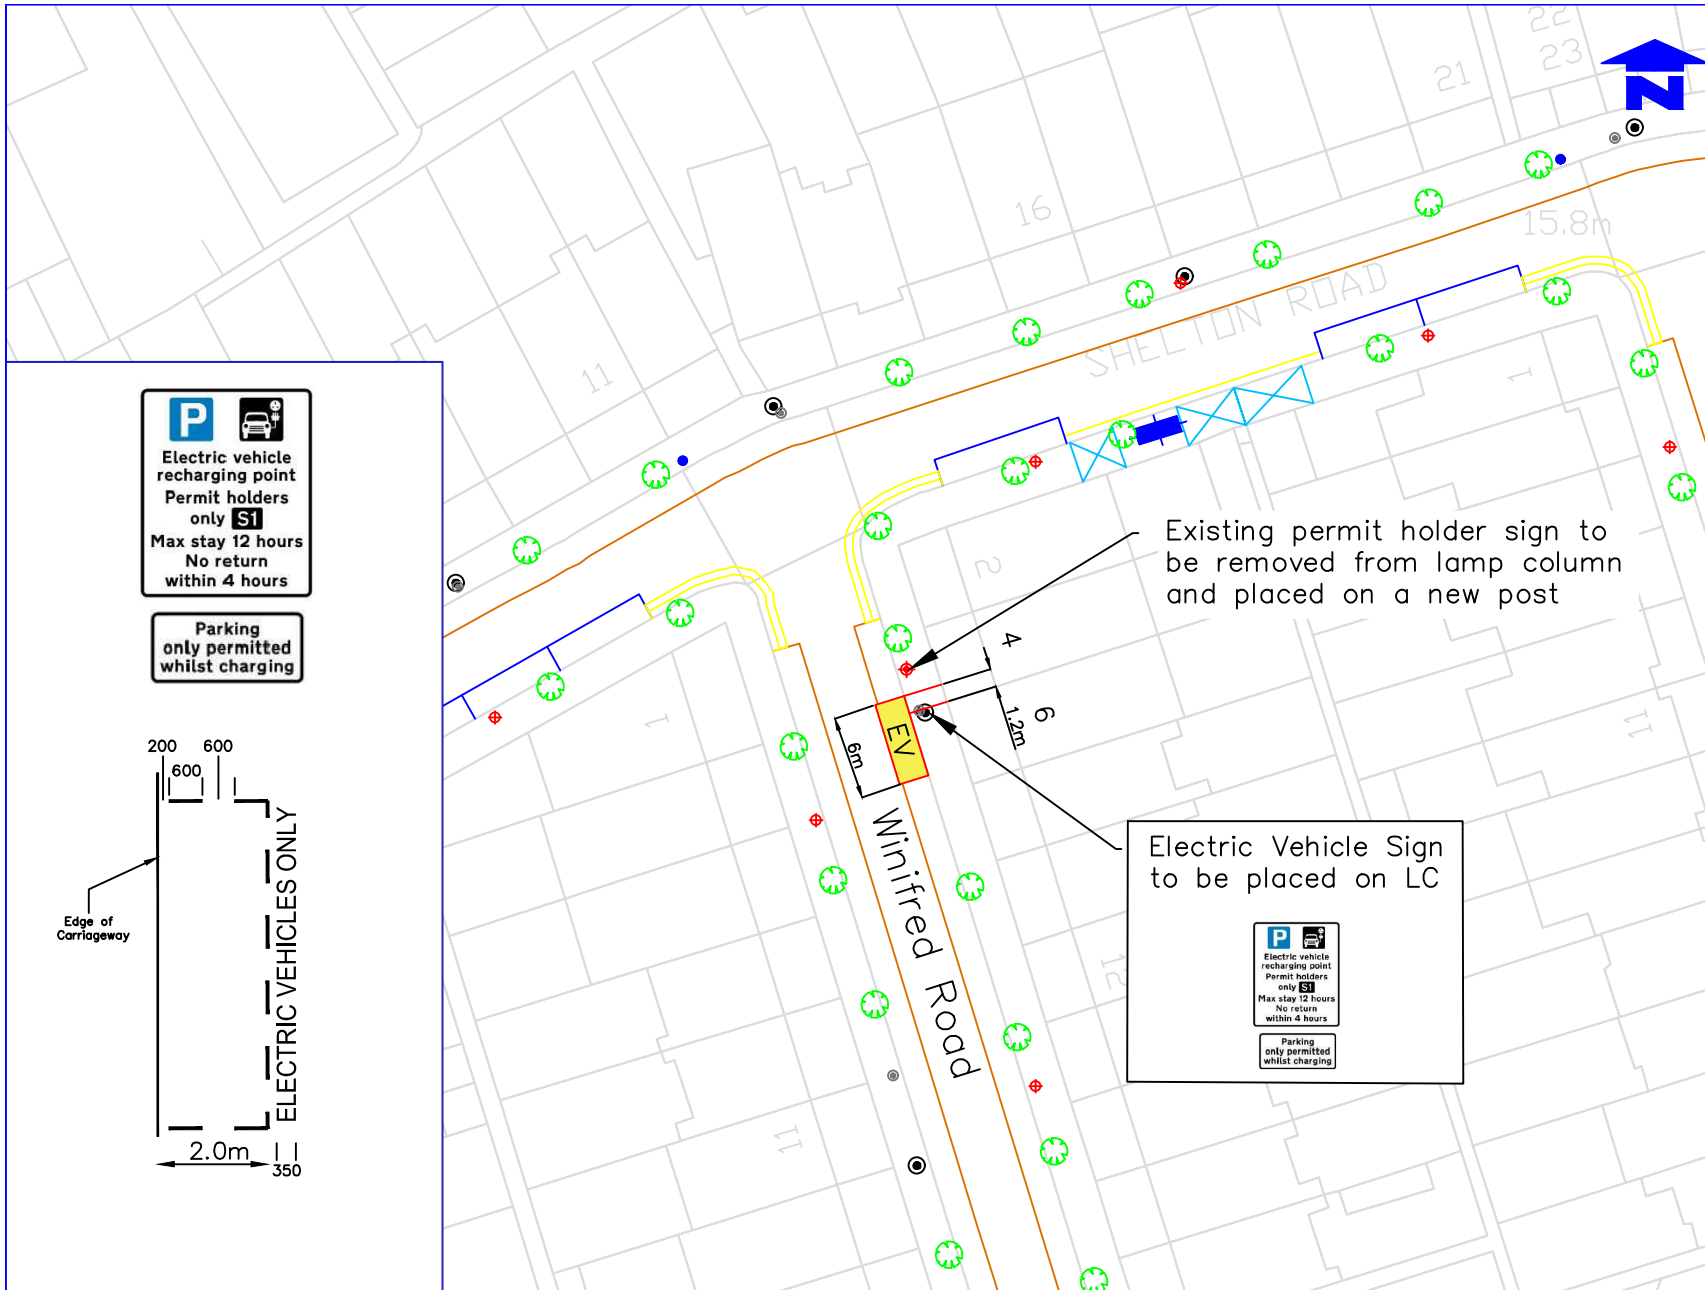 22
23
21
N
15.8m
16
SHELTON ROAD
11
1
P
Electric vehicle
recharging point
Permit holders
only S1
Max stay 12 hours
No return
within 4 hours
Parking
only permitted
whilst charging
Existing permit holder sign to
be removed from lamp column
and placed on a new post
2
4
6
1.2m
EV
6m
1
11
Winifred Road
Electric Vehicle Sign
to be placed on LC
P
Electric vehicle
recharging point
Permit holders
only S1
Max stay 12 hours
No return
within 4 hours
Parking
only permitted
whilst charging
200 600
600
ELECTRIC VEHICLES ONLY
Edge of
Carriageway
2.0m
350
11